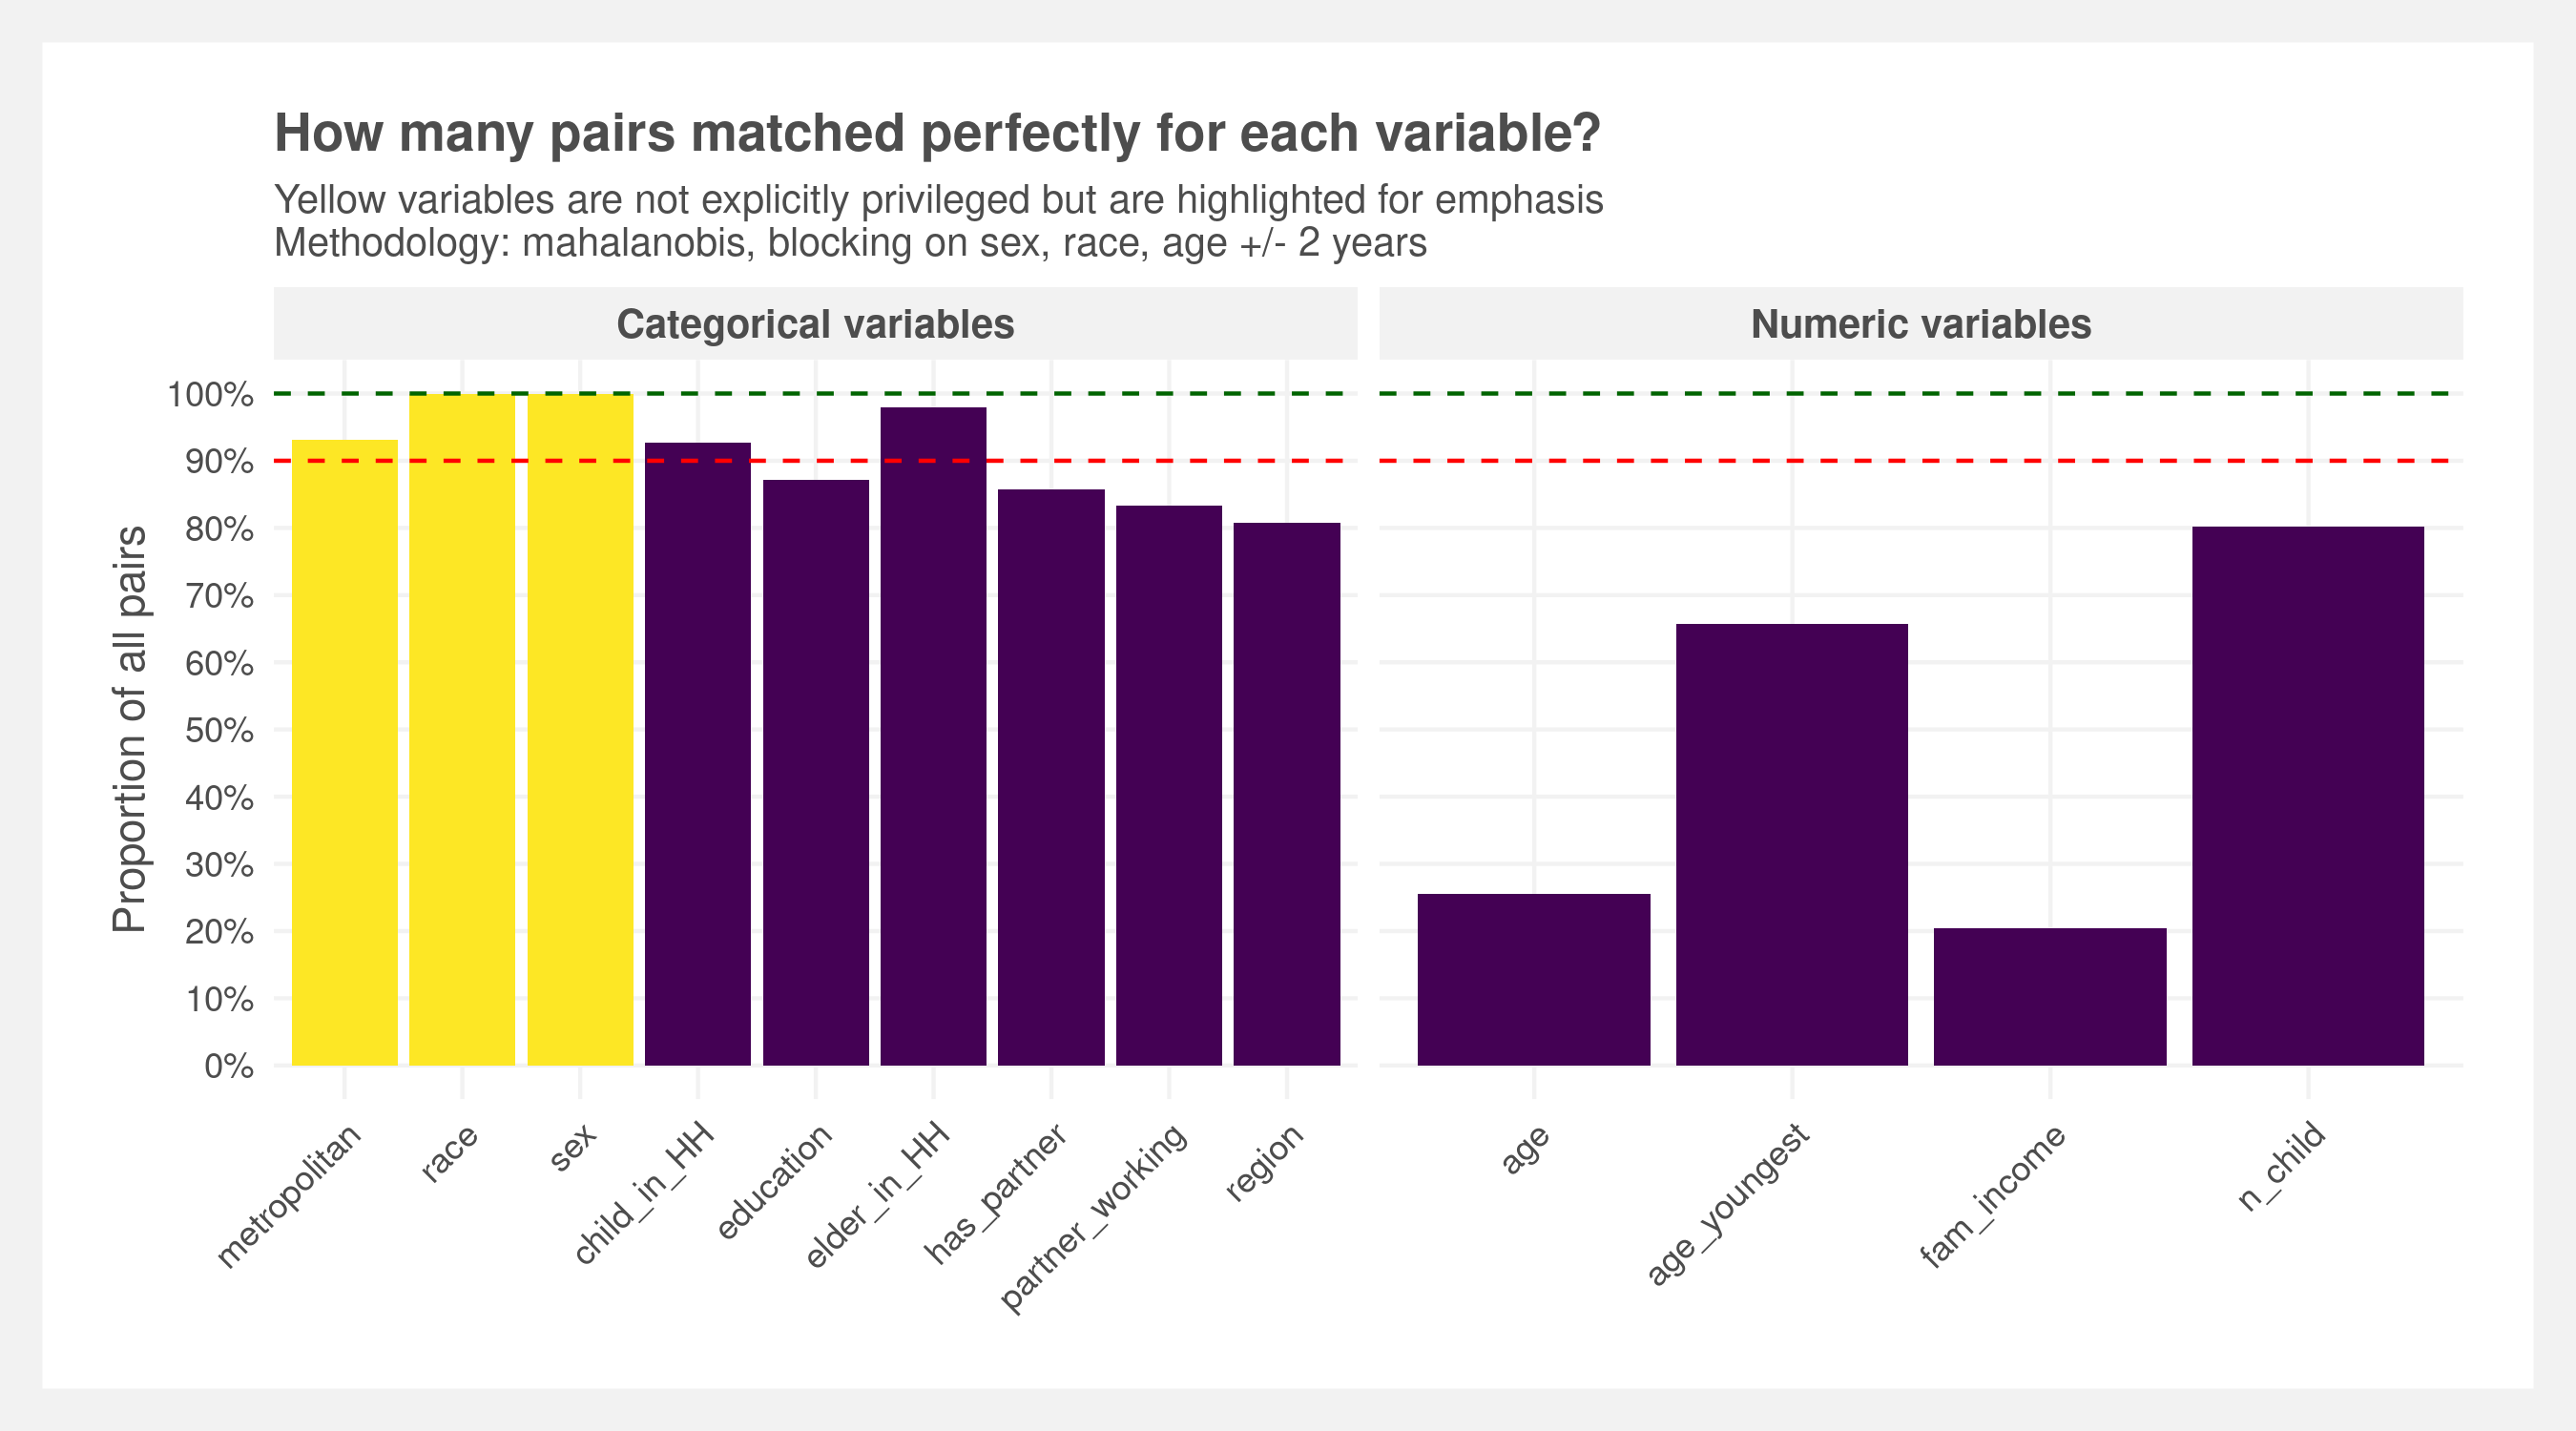 How many pairs matched perfectly for each variable?
Yellow variables are not explicitly privileged but are highlighted for emphasis
Methodology: mahalanobis, blocking on sex, race, age +/- 2 years
Categorical variables
Numeric variables
Proportion of all pairs
100%
90%
80%
70%
60%
50%
40%
30%
20%
10%
0%
metropolitan
race
sex
child_in_HH
education
elder_in_HH
has_partner
partner_working
region
age
age_youngest
fam_income
n_child